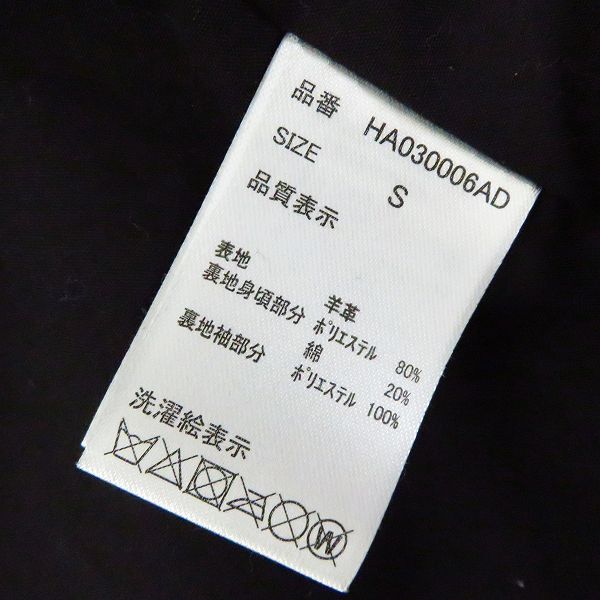 品番 HA030006AD
SIZE S
品質表示
表地 羊革
裏地身頃部分 ポリエステル 80%
綿 20%
裏地袖部分 ポリエステル 100%
洗濯絵表示
W